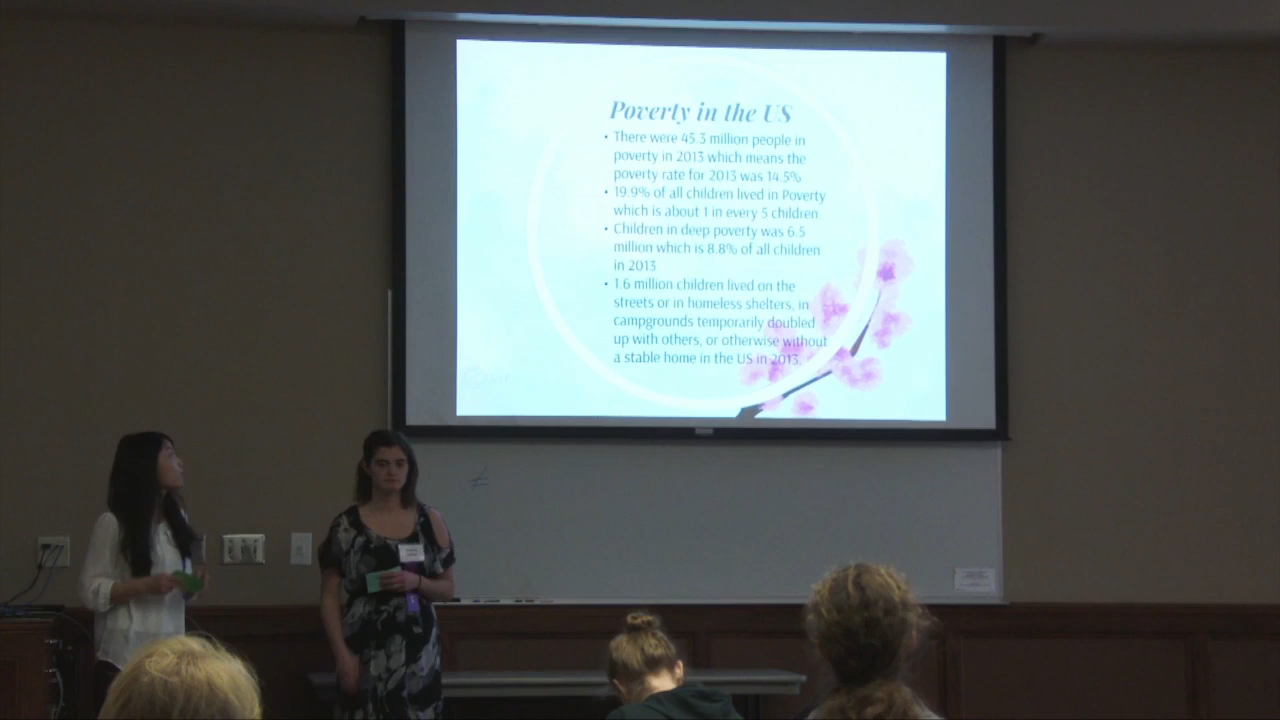 Poverty in the US
• There were 45.3 million people in
poverty in 2013 which means the
poverty rate for 2013 was 14.5%
• 19.9% of all children lived in Poverty
which is about 1 in every 5 children.
• Children in deep poverty was 6.5
million which is 8.8% of all children
in 2013
• 1.6 million children lived on the
streets or in homeless shelters, in
campgrounds temporarily doubled
up with others, or otherwise without
a stable home in the US in 2013.